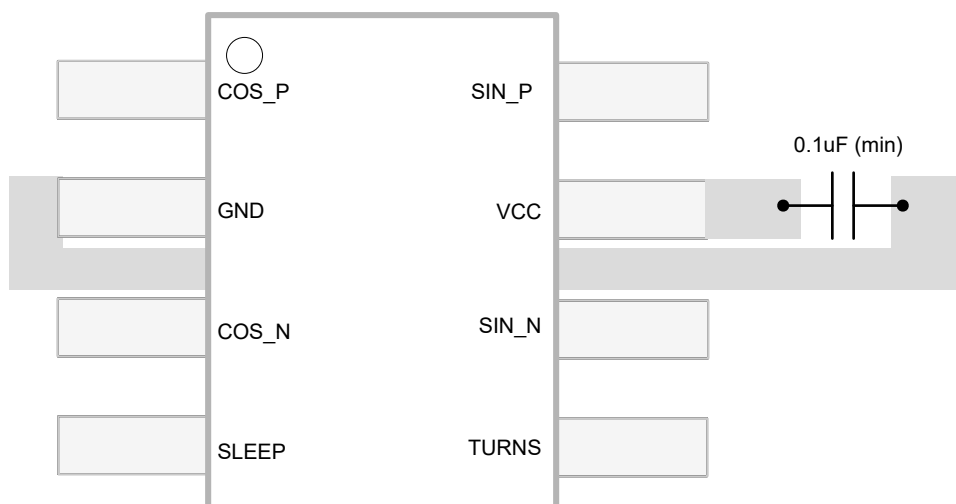 COS_P
SIN_P
0.1uF (min)
GND
VCC
COS_N
SIN_N
SLEEP
TURNS